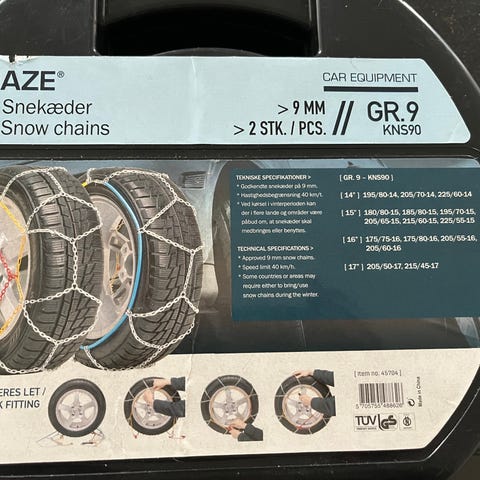 AZE®
Snekæder
Snow chains
CAR EQUIPMENT
> 9 MM
> 2 STK. / PCS.
//
GR.9
KNS90
TEKNISKE SPECIFIKATIONER >
* Godkendte snekæder på 9 mm.
* Hastighedsbegrænsning 40 km/t.
* Ved kørsel i vinterperioden kan
der i flere lande og områder være
påbud om, at snekæder skal
medbringes eller benyttes.
TECHNICAL SPECIFICATIONS >
* Approved 9 mm snow chains.
* Speed limit 40 km/h.
* Some countries or areas may
require either to bring/use
snow chains during the winter.
[ GR. 9 – KNS90 ]
[ 14" ] 195/80-14, 205/70-14, 225/60-14
[ 15" ] 180/80-15, 185/80-15, 195/70-15,
205/65-15, 215/60-15, 225/55-15
[ 16" ] 175/75-16, 175/80-16, 205/55-16,
205/60-16
[ 17" ] 205/50-17, 215/45-17
ERES LET /
K FITTING
[ Item no. 45704 ]
5 705755 488626
Made in China
TÜV
GS